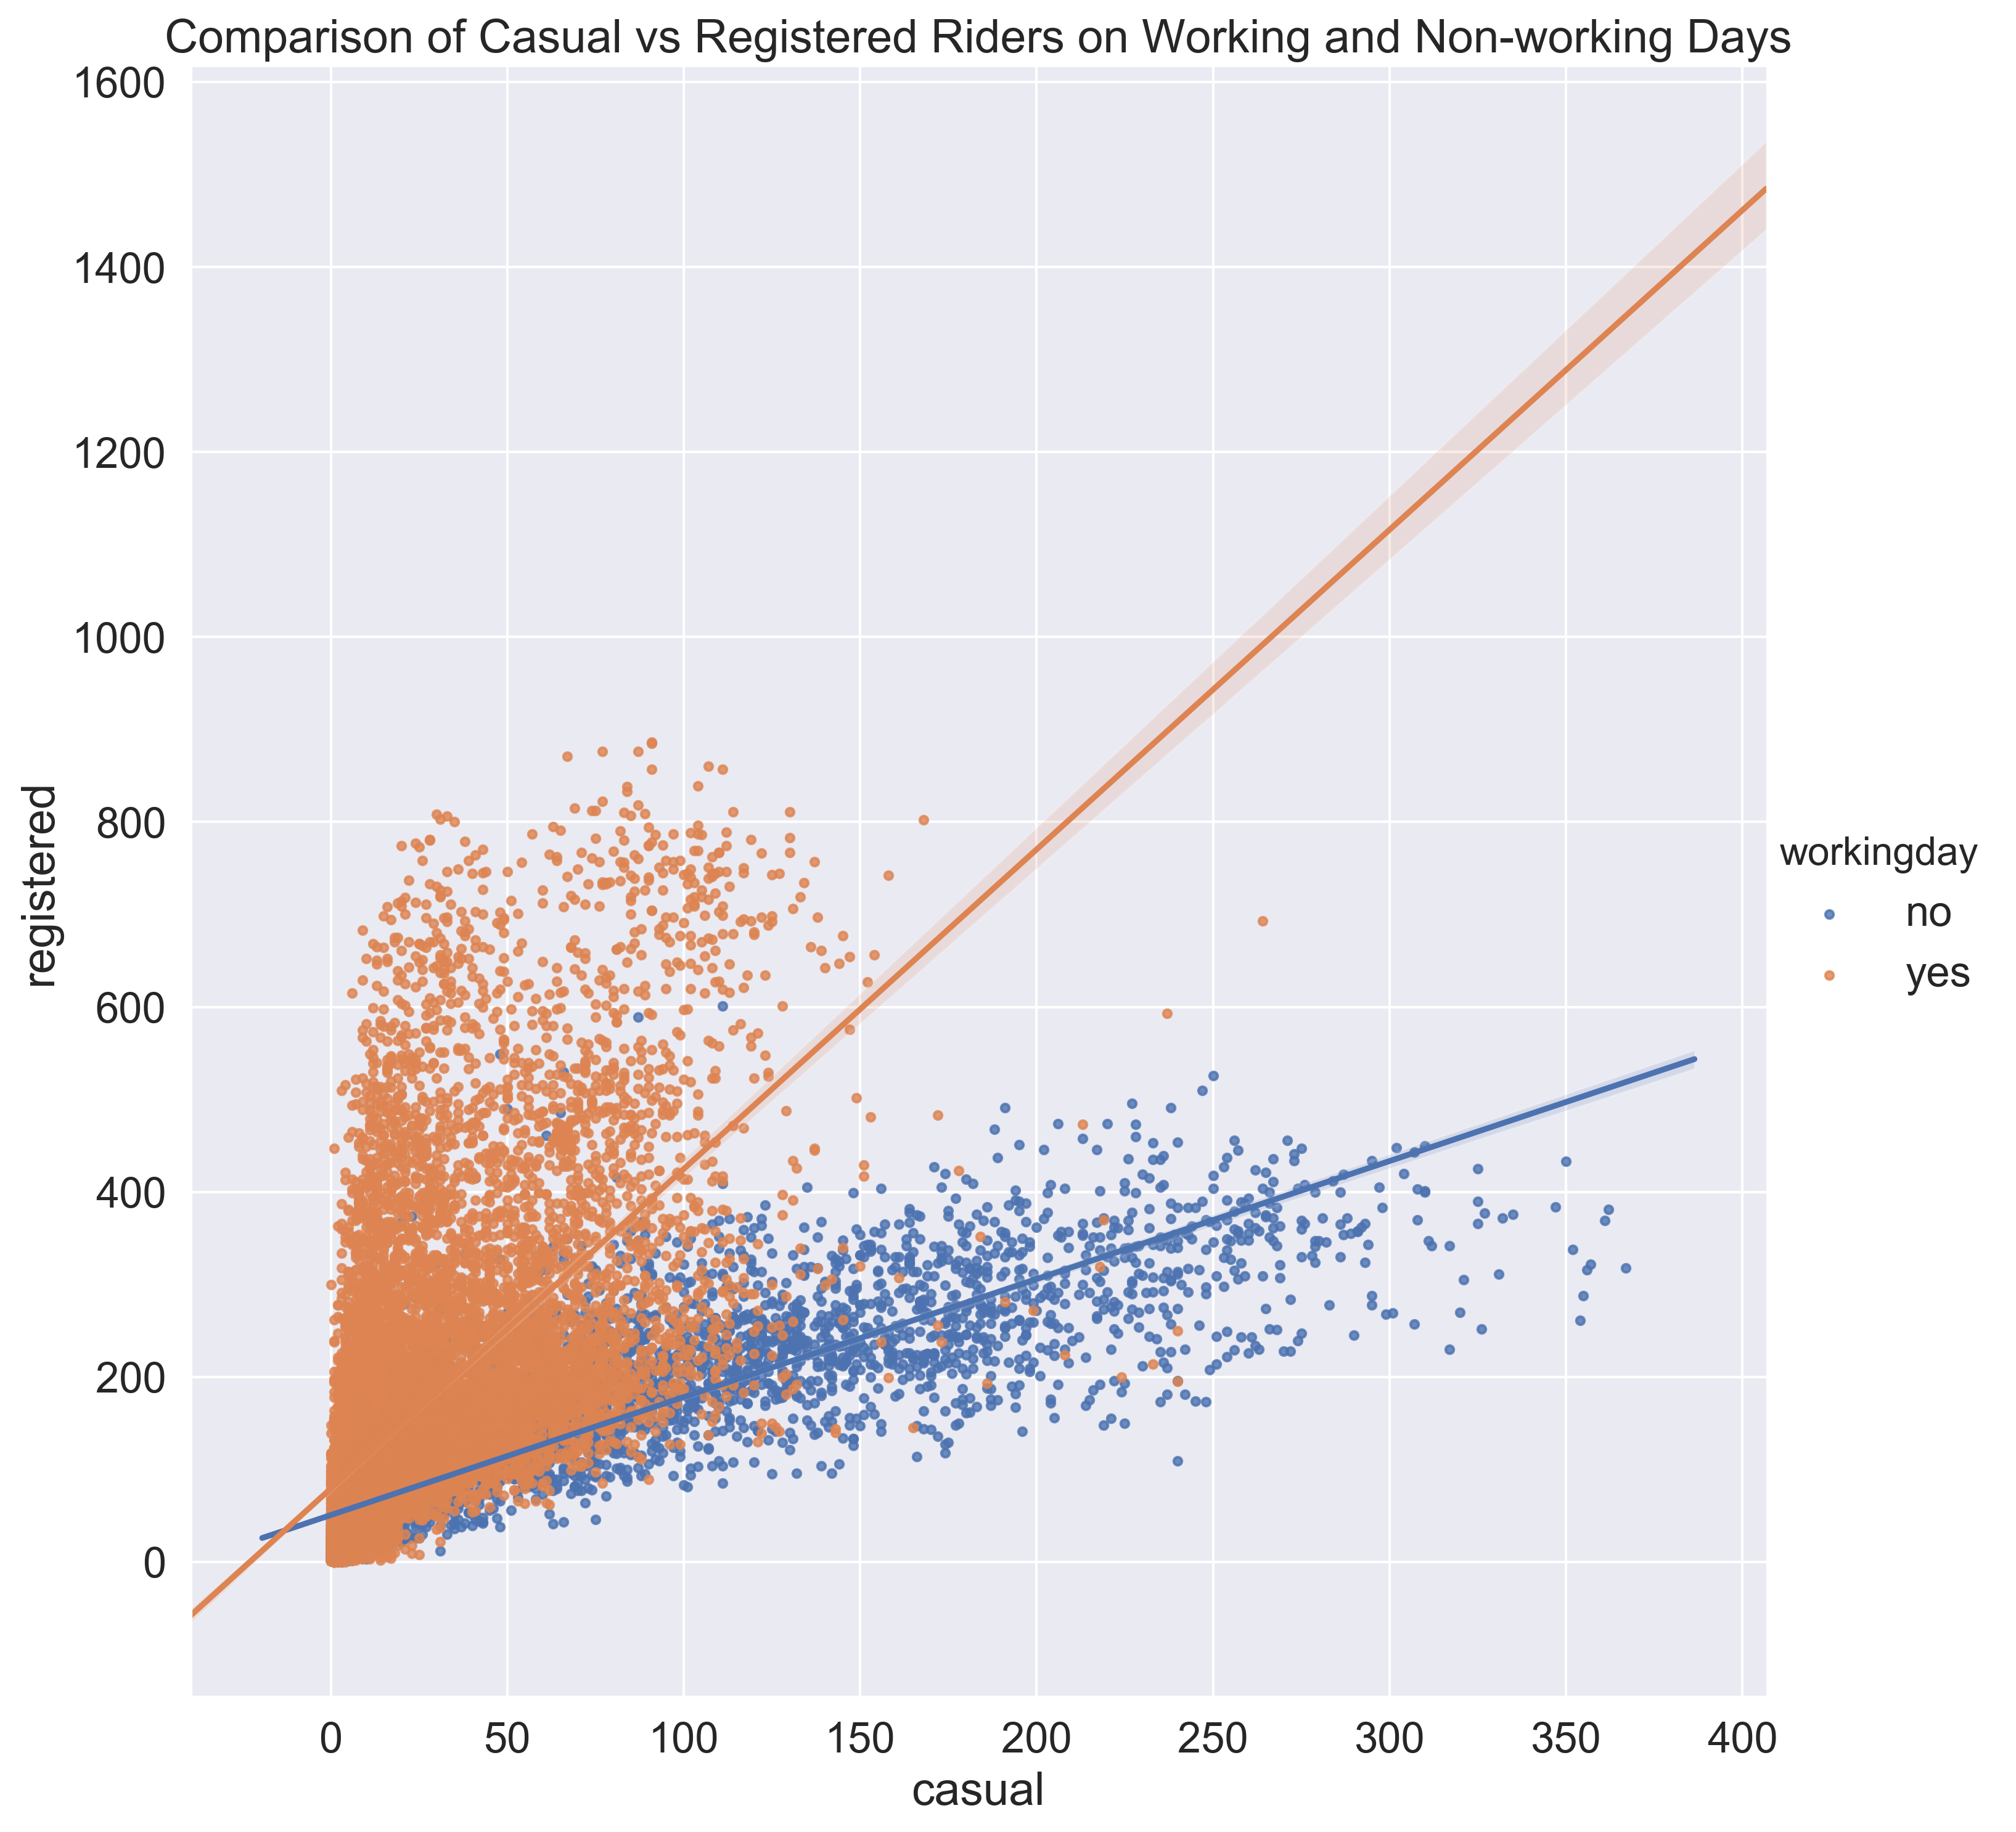 Comparison of Casual vs Registered Riders on Working and Non-working Days
1600
1400
1200
1000
800
600
400
200
0
registered
0 50 100 150 200 250 300 350 400
casual
workingday
no
yes